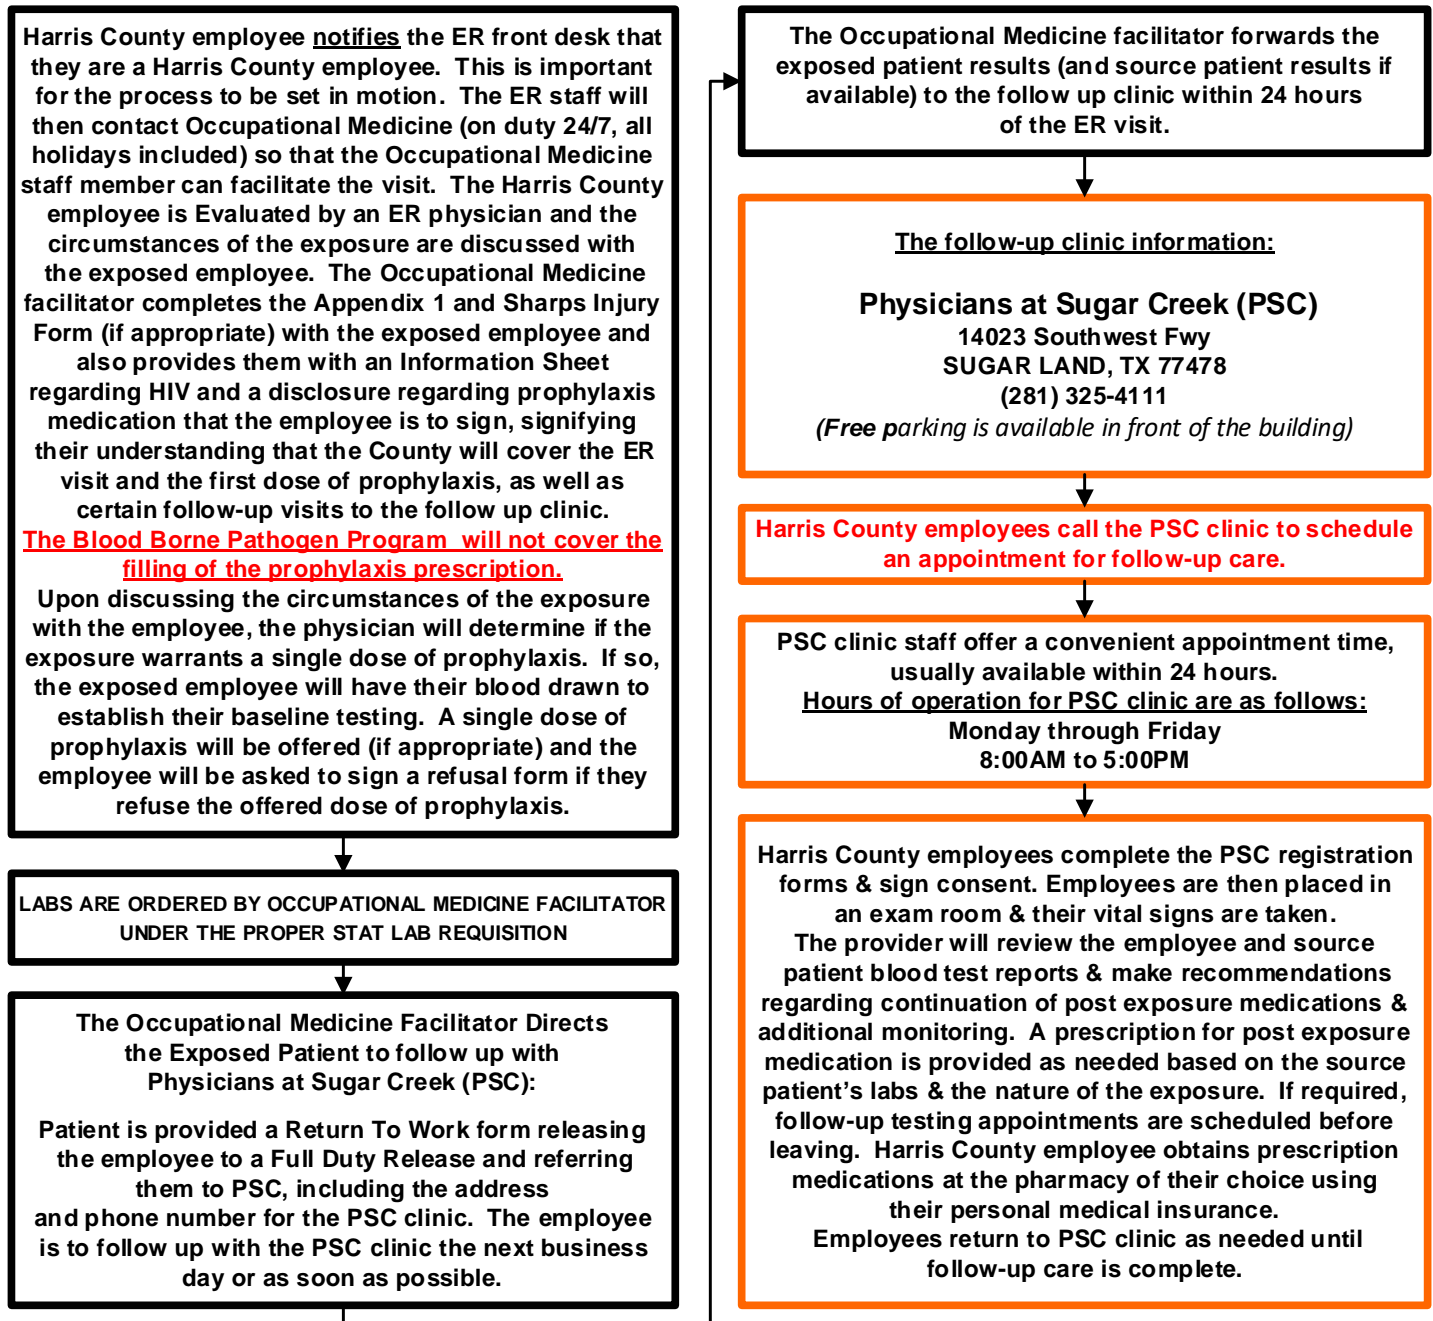 Harris County employee notifies the ER front desk that
they are a Harris County employee. This is important
for the process to be set in motion. The ER staff will
then contact Occupational Medicine (on duty 24/7, all
holidays included) so that the Occupational Medicine
staff member can facilitate the visit. The Harris County
employee is Evaluated by an ER physician and the
circumstances of the exposure are discussed with
the exposed employee. The Occupational Medicine
facilitator completes the Appendix 1 and Sharps Injury
Form (if appropriate) with the exposed employee and
also provides them with an Information Sheet
regarding HIV and a disclosure regarding prophylaxis
medication that the employee is to sign, signifying
their understanding that the County will cover the ER
visit and the first dose of prophylaxis, as well as
certain follow-up visits to the follow up clinic.
The Blood Borne Pathogen Program will not cover the
filling of the prophylaxis prescription.
Upon discussing the circumstances of the exposure
with the employee, the physician will determine if the
exposure warrants a single dose of prophylaxis. If so,
the exposed employee will have their blood drawn to
establish their baseline testing. A single dose of
prophylaxis will be offered (if appropriate) and the
employee will be asked to sign a refusal form if they
refuse the offered dose of prophylaxis.
LABS ARE ORDERED BY OCCUPATIONAL MEDICINE FACILITATOR
UNDER THE PROPER STAT LAB REQUISITION
The Occupational Medicine Facilitator Directs
the Exposed Patient to follow up with
Physicians at Sugar Creek (PSC):
Patient is provided a Return To Work form releasing
the employee to a Full Duty Release and referring
them to PSC, including the address
and phone number for the PSC clinic. The employee
is to follow up with the PSC clinic the next business
day or as soon as possible.
The Occupational Medicine facilitator forwards the
exposed patient results (and source patient results if
available) to the follow up clinic within 24 hours
of the ER visit.
The follow-up clinic information:
Physicians at Sugar Creek (PSC)
14023 Southwest Fwy
SUGAR LAND, TX 77478
(281) 325-4111
(Free parking is available in front of the building)
Harris County employees call the PSC clinic to schedule
an appointment for follow-up care.
PSC clinic staff offer a convenient appointment time,
usually available within 24 hours.
Hours of operation for PSC clinic are as follows:
Monday through Friday
8:00AM to 5:00PM
Harris County employees complete the PSC registration
forms & sign consent. Employees are then placed in
an exam room & their vital signs are taken.
The provider will review the employee and source
patient blood test reports & make recommendations
regarding continuation of post exposure medications &
additional monitoring. A prescription for post exposure
medication is provided as needed based on the source
patient's labs & the nature of the exposure. If required,
follow-up testing appointments are scheduled before
leaving. Harris County employee obtains prescription
medications at the pharmacy of their choice using
their personal medical insurance.
Employees return to PSC clinic as needed until
follow-up care is complete.